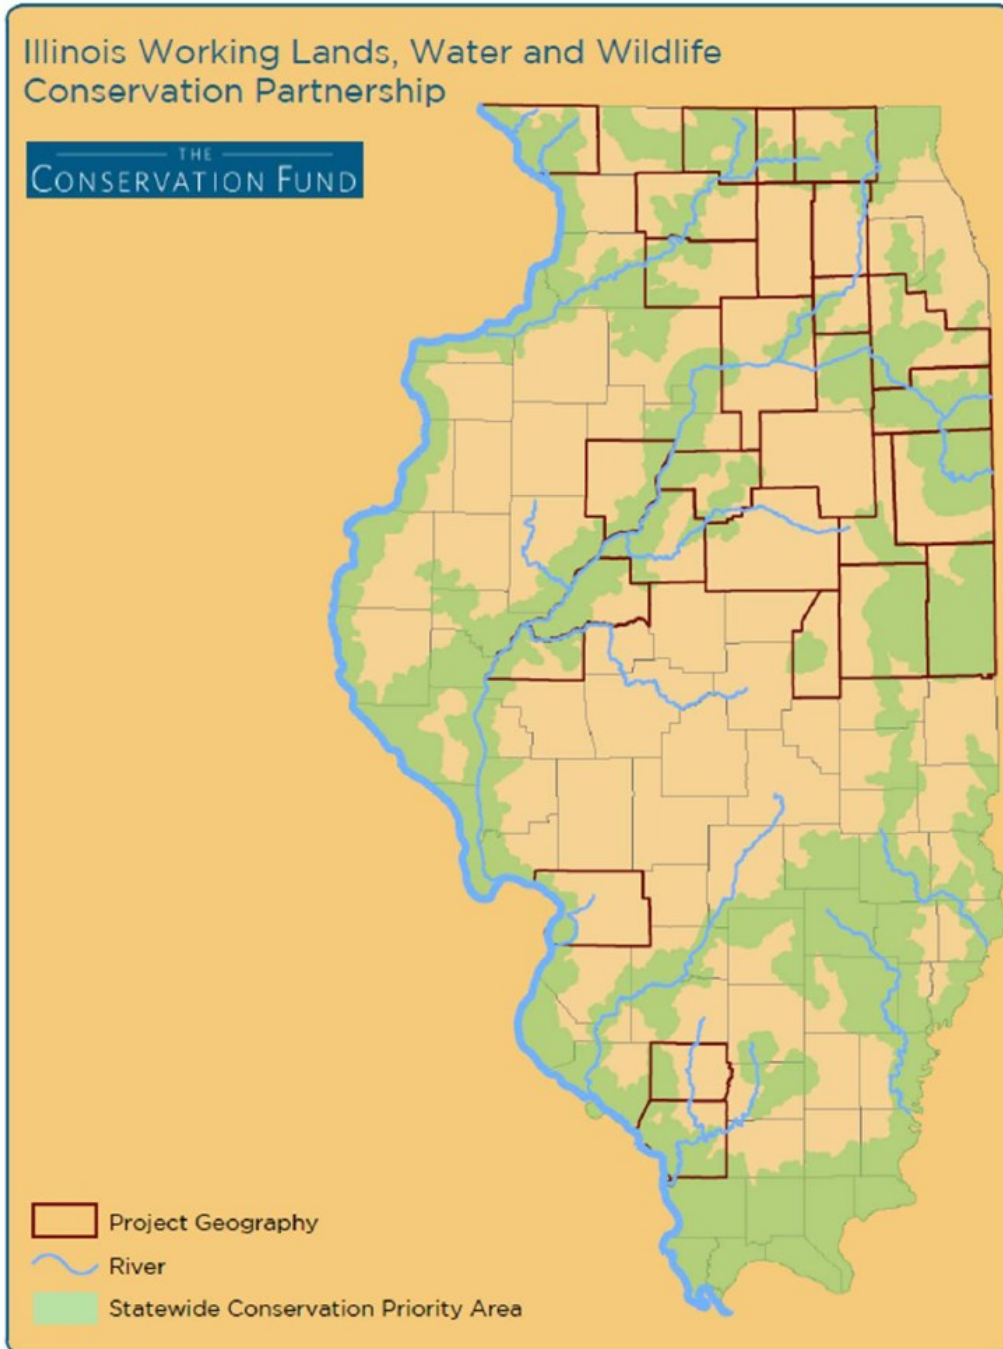 Illinois Working Lands, Water and Wildlife
Conservation Partnership
THE
CONSERVATION FUND
Project Geography
River
Statewide Conservation Priority Area